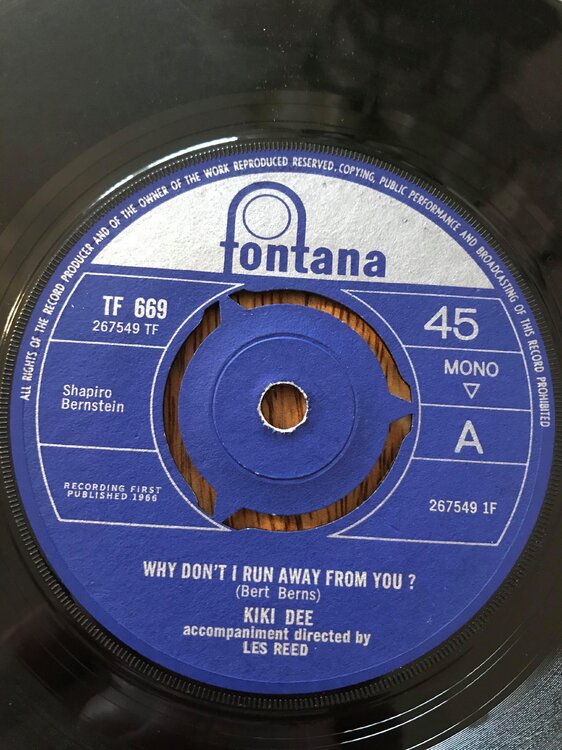 ALL RIGHTS OF THE RECORD PRODUCER AND OF THE OWNER OF THE WORK REPRODUCED RESERVED. COPYING, PUBLIC PERFORMANCE AND BROADCASTING OF THIS RECORD PROHIBITED
fontana
TF 669
267549 TF
45
MONO
A
Shapiro
Bernstein
RECORDING FIRST
PUBLISHED 1966
267549 1F
WHY DON'T I RUN AWAY FROM YOU ?
(Bert Berns)
KIKI DEE
accompaniment directed by
LES REED